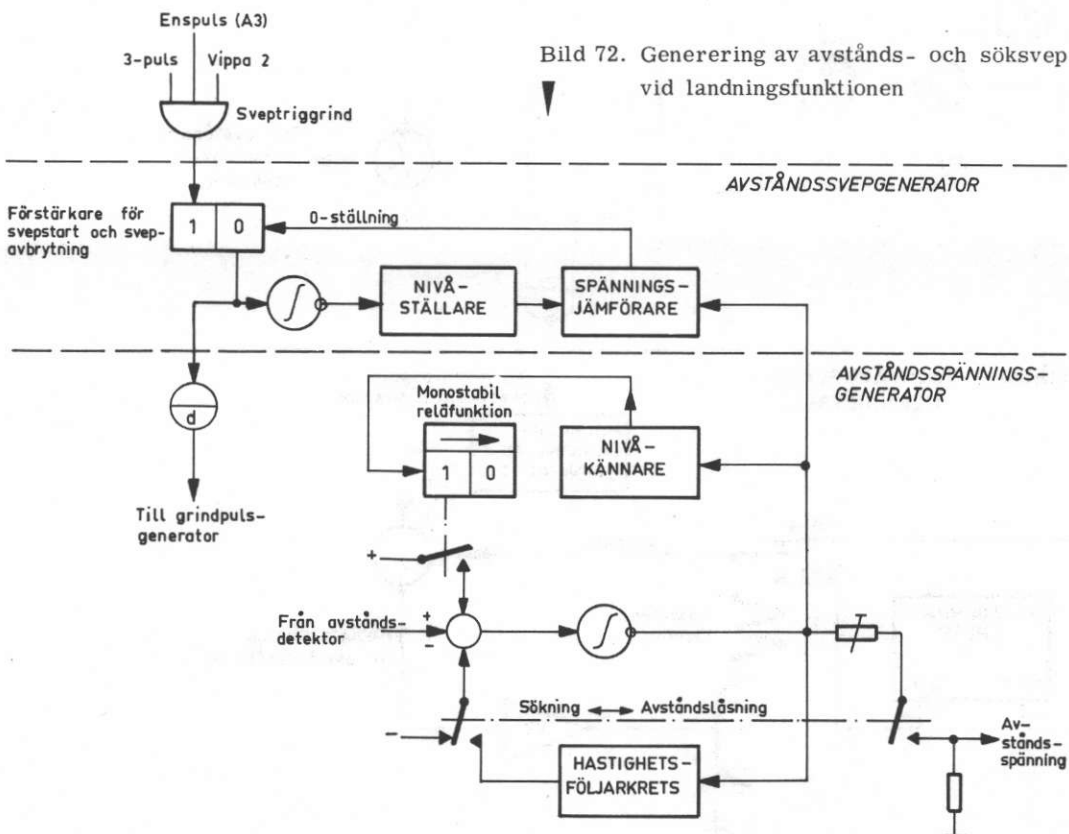 Enspuls (A3)
3-puls
Vippa 2
Sveptriggrind
Bild 72. Generering av avstånds- och söksvep
vid landningsfunktionen
AVSTÅNDSSVEPGENERATOR
Förstärkare för
svepstart och svep-
avbrytning
1 0
0-ställning
∫
NIVÅ-
STÄLLARE
SPÄNNINGS-
JÄMFÖRARE
AVSTÅNDSSPÄNNINGS-
GENERATOR
d
Till grindpuls-
generator
Monostabil
reläfunktion
1 0
NIVÅ-
KÄNNARE
+
Från avstånds-
detektor
+
-
∫
Sökning
Avståndslåsning
-
HASTIGHETS-
FÖLJARKRETS
Av-
stånds-
spänning